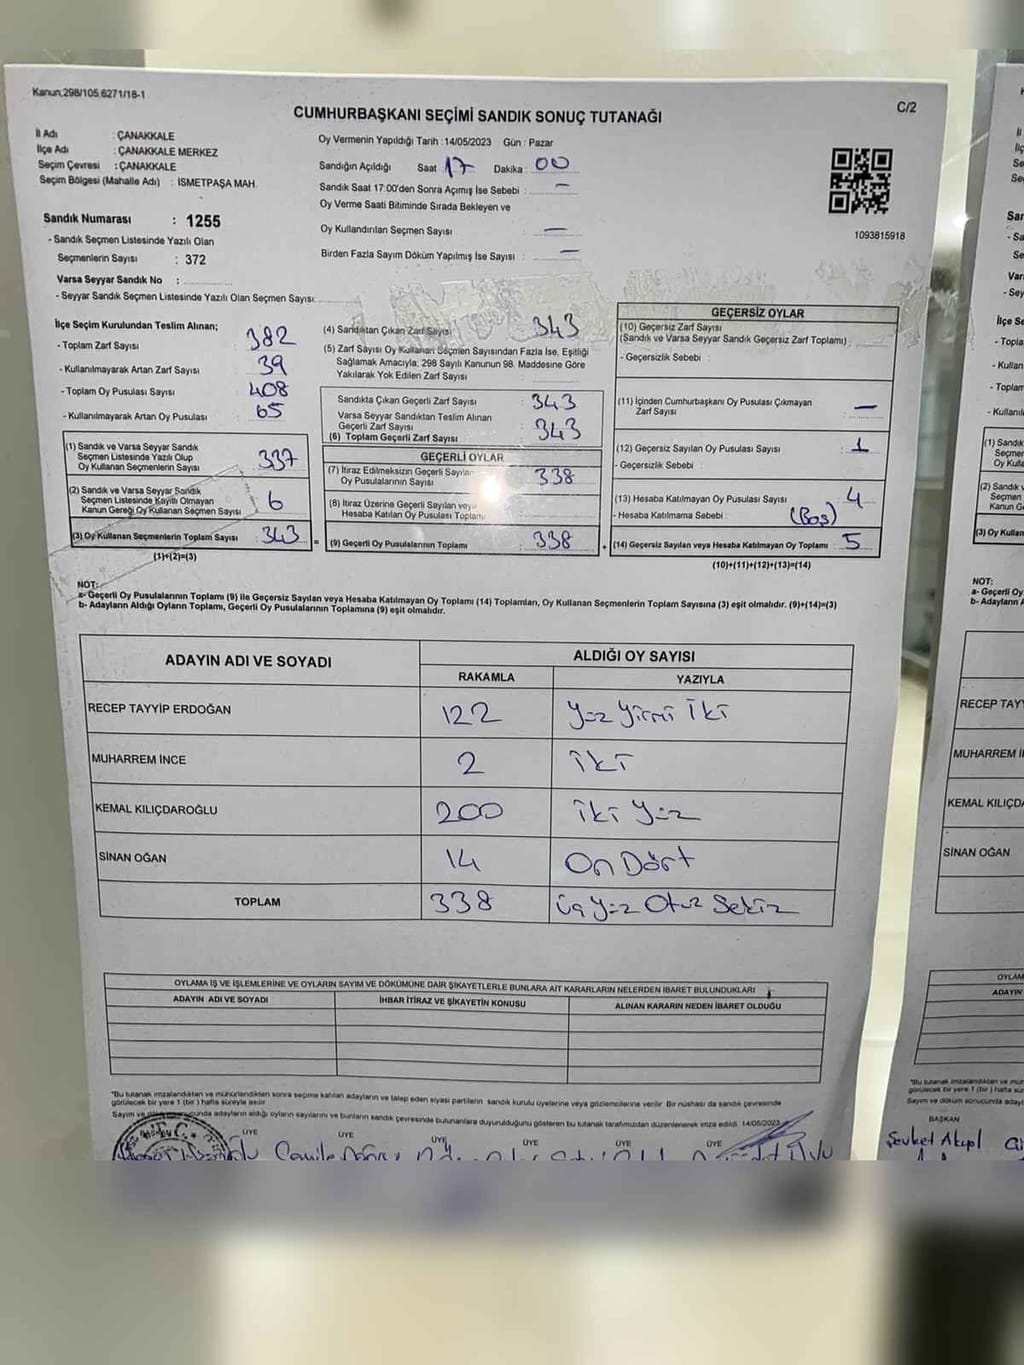 Kanun,298/105,6271/18-1
C/2
CUMHURBAŞKANI SEÇİMİ SANDIK SONUÇ TUTANAĞI
İl Adı : ÇANAKKALE
İlçe Adı : ÇANAKKALE MERKEZ
Seçim Çevresi : ÇANAKKALE
Seçim Bölgesi (Mahalle Adı) : İSMETPAŞA MAH.
Oy Vermenin Yapıldığı Tarih : 14/05/2023 Gün : Pazar
Sandığın Açıldığı Saat : 17 Dakika : 00
Sandık Saat 17:00'den Sonra Açımış İse Sebebi : –
Oy Verme Saati Bitiminde Sırada Bekleyen ve
Oy Kullandırılan Seçmen Sayısı : —
Birden Fazla Sayım Döküm Yapılmış İse Sayısı : –
1093815918
Sandık Numarası : 1255
- Sandık Seçmen Listesinde Yazılı Olan
Seçmenlerin Sayısı : 372
Varsa Seyyar Sandık No :
- Seyyar Sandık Seçmen Listesinde Yazılı Olan Seçmen Sayısı:
İlçe Seçim Kurulundan Teslim Alınan;
- Toplam Zarf Sayısı : 382
- Kullanılmayarak Artan Zarf Sayısı : 39
- Toplam Oy Pusulası Sayısı : 408
- Kullanılmayarak Artan Oy Pusulası : 65
(1) Sandık ve Varsa Seyyar Sandık
Seçmen Listesinde Yazılı Olup
Oy Kullanan Seçmenlerin Sayısı : 337
(2) Sandık ve Varsa Seyyar Sandık
Seçmen Listesinde Kayıtlı Olmayan
Kanun Gereği Oy Kullanan Seçmen Sayısı : 6
(3) Oy Kullanan Seçmenlerin Toplam Sayısı : 343
(1)+(2)=(3)
(4) Sandıktan Çıkan Zarf Sayısı : 343
(5) Zarf Sayısı Oy Kullanan Seçmen Sayısından Fazla İse, Eşitliği
Sağlamak Amacıyla, 298 Sayılı Kanunun 98. Maddesine Göre
Yakılarak Yok Edilen Zarf Sayısı :
Sandıkta Çıkan Geçerli Zarf Sayısı : 343
Varsa Seyyar Sandıktan Teslim Alınan
Geçerli Zarf Sayısı
(6) Toplam Geçerli Zarf Sayısı : 343
GEÇERLİ OYLAR
(7) İtiraz Edilmeksizin Geçerli Sayılan
Oy Pusulalarının Sayısı : 338
(8) İtiraz Üzerine Geçerli Sayılan veya
Hesaba Katılan Oy Pusulası Toplamı
= (9) Geçerli Oy Pusulalarının Toplamı : 338
GEÇERSİZ OYLAR
(10) Geçersiz Zarf Sayısı
(Sandık ve Varsa Seyyar Sandık Geçersiz Zarf Toplamı) :
- Geçersizlik Sebebi :
(11) İçinden Cumhurbaşkanı Oy Pusulası Çıkmayan
Zarf Sayısı : —
(12) Geçersiz Sayılan Oy Pusulası Sayısı : 1
- Geçersizlik Sebebi :
(13) Hesaba Katılmayan Oy Pusulası Sayısı : 4
- Hesaba Katılmama Sebebi : (Boş)
+ (14) Geçersiz Sayılan veya Hesaba Katılmayan Oy Toplamı : 5
(10)+(11)+(12)+(13)=(14)
NOT:
a- Geçerli Oy Pusulalarının Toplamı (9) ile Geçersiz Sayılan veya Hesaba Katılmayan Oy Toplamı (14) Toplamları, Oy Kullanan Seçmenlerin Toplam Sayısına (3) eşit olmalıdır. (9)+(14)=(3)
b- Adayların Aldığı Oyların Toplamı, Geçerli Oy Pusulalarının Toplamına (9) eşit olmalıdır.
ADAYIN ADI VE SOYADI ALDIĞI OY SAYISI
RAKAMLA YAZIYLA
RECEP TAYYİP ERDOĞAN 122 Yüz Yirmi İki
MUHARREM İNCE 2 İki
KEMAL KILIÇDAROĞLU 200 İki Yüz
SİNAN OĞAN 14 On Dört
TOPLAM 338 Üç Yüz Otuz Sekiz
OYLAMA İŞ VE İŞLEMLERİNE VE OYLARIN SAYIM VE DÖKÜMÜNE DAİR ŞİKAYETLERLE BUNLARA AİT KARARLARIN NELERDEN İBARET BULUNDUKLARI
ADAYIN ADI VE SOYADI İHBAR İTİRAZ VE ŞİKAYETİN KONUSU ALINAN KARARIN NEDEN İBARET OLDUĞU
"Bu tutanak imzalandıktan ve mühürlendikten sonra seçime katılan adayların ve talep eden siyasi partilerin sandık kurulu üyelerine veya gözlemcilerine verilir. Bir nüshası da sandık çevresinde
görülecek bir yere 1 (bir) hafta süreyle asılır.
Sayım ve döküm sonucunda adayların aldığı oyların sayılarını ve bunların sandık çevresinde bulunanlara duyurulduğunu gösteren bu tutanak tarafımızdan düzenlenerek imza edildi. 14/05/2023
ÜYE ÜYE ÜYE ÜYE ÜYE ÜYE
T.C.
RECEP TAYY
MUHARREM İ
KEMAL KILIÇDA
SİNAN OĞAN
NOT:
a- Geçerli Oy
b- Adayların A
OYLAM
ADAYIN
BAŞKAN
Şevket Akıpl